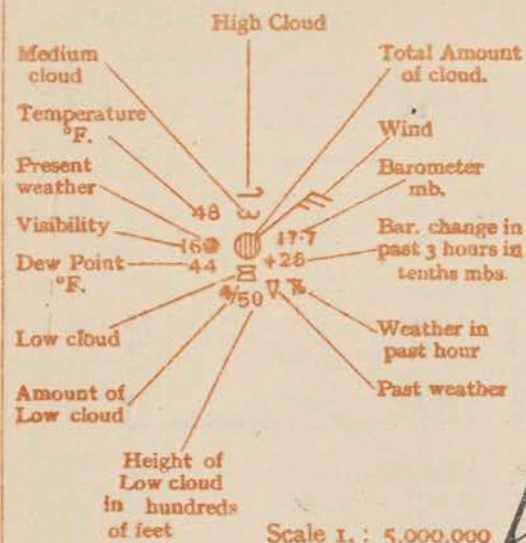 High Cloud
Medium
cloud
Total Amount
of cloud.
Temperature
°F.
Wind
Present
weather
Barometer
mb.
48
Visibility
16
17.7
Bar. change in
past 3 hours in
tenths mbs.
Dew Point
°F.
44
+28
/50
Low cloud
Weather in
past hour
Amount of
Low cloud
Past weather
Height of
Low cloud
in hundreds
of feet
Scale 1. : 5,000,000